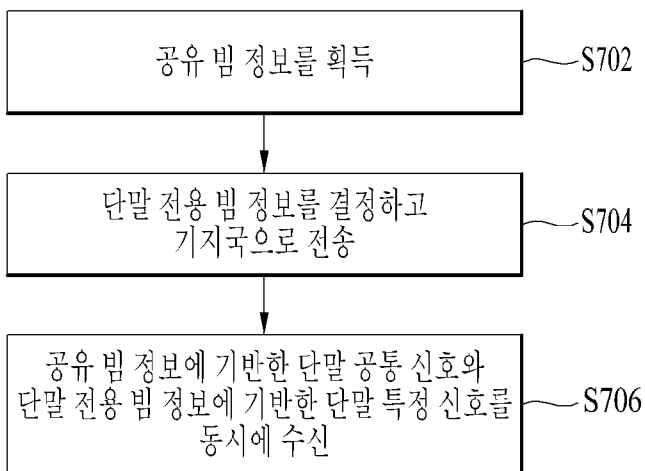 공유 빔 정보를 획득
S702
단말 전용 빔 정보를 결정하고
기지국으로 전송
S704
공유 빔 정보에 기반한 단말 공통 신호와
단말 전용 빔 정보에 기반한 단말 특정 신호를
동시에 수신
S706